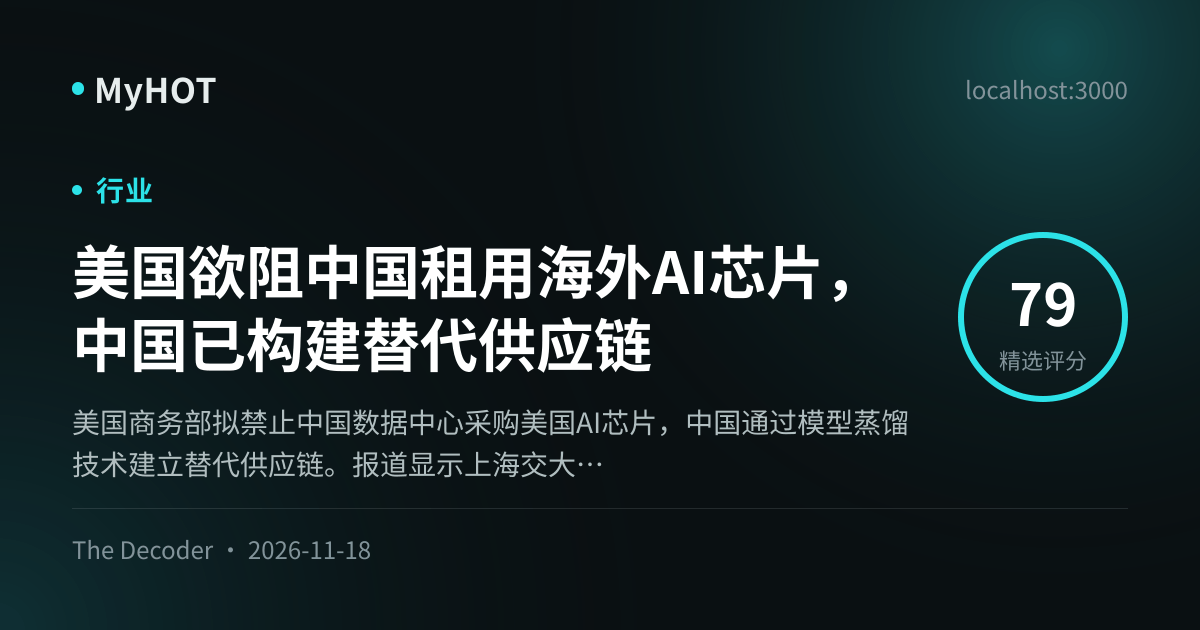 MyHOT
localhost:3000
行业
美国欲阻中国租用海外AI芯片，
中国已构建替代供应链
79
精选评分
美国商务部拟禁止中国数据中心采购美国AI芯片，中国通过模型蒸馏
技术建立替代供应链。报道显示上海交大…
The Decoder • 2026-11-18